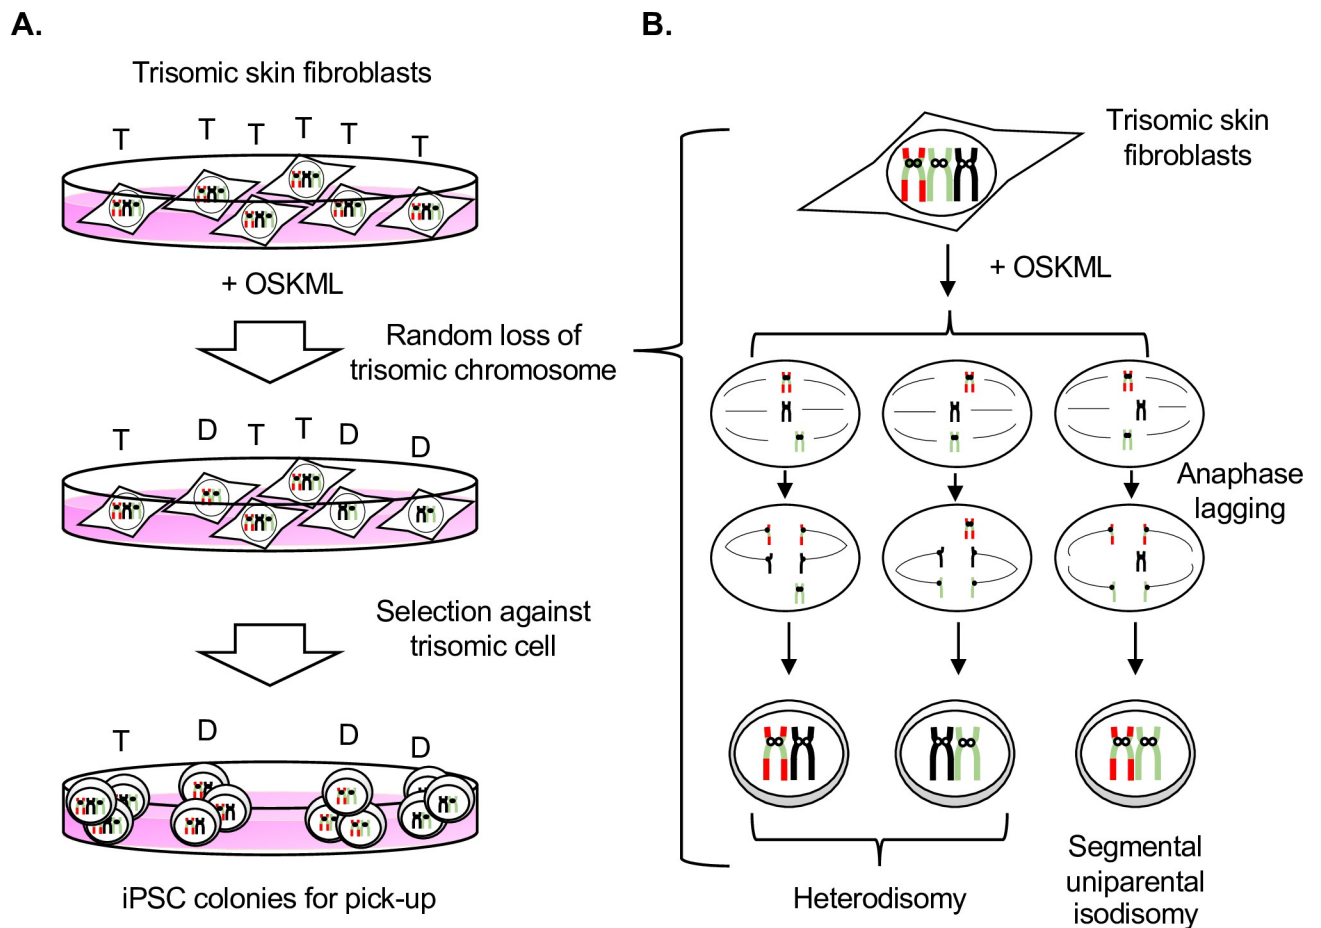 A.
Trisomic skin fibroblasts
T T T T T T
+ OSKML
Random loss of
trisomic chromosome
T D T T D D
Selection against
trisomic cell
T D D D
iPSC colonies for pick-up
B.
Trisomic skin
fibroblasts
+ OSKML
Anaphase
lagging
Heterodisomy
Segmental
uniparental
isodisomy